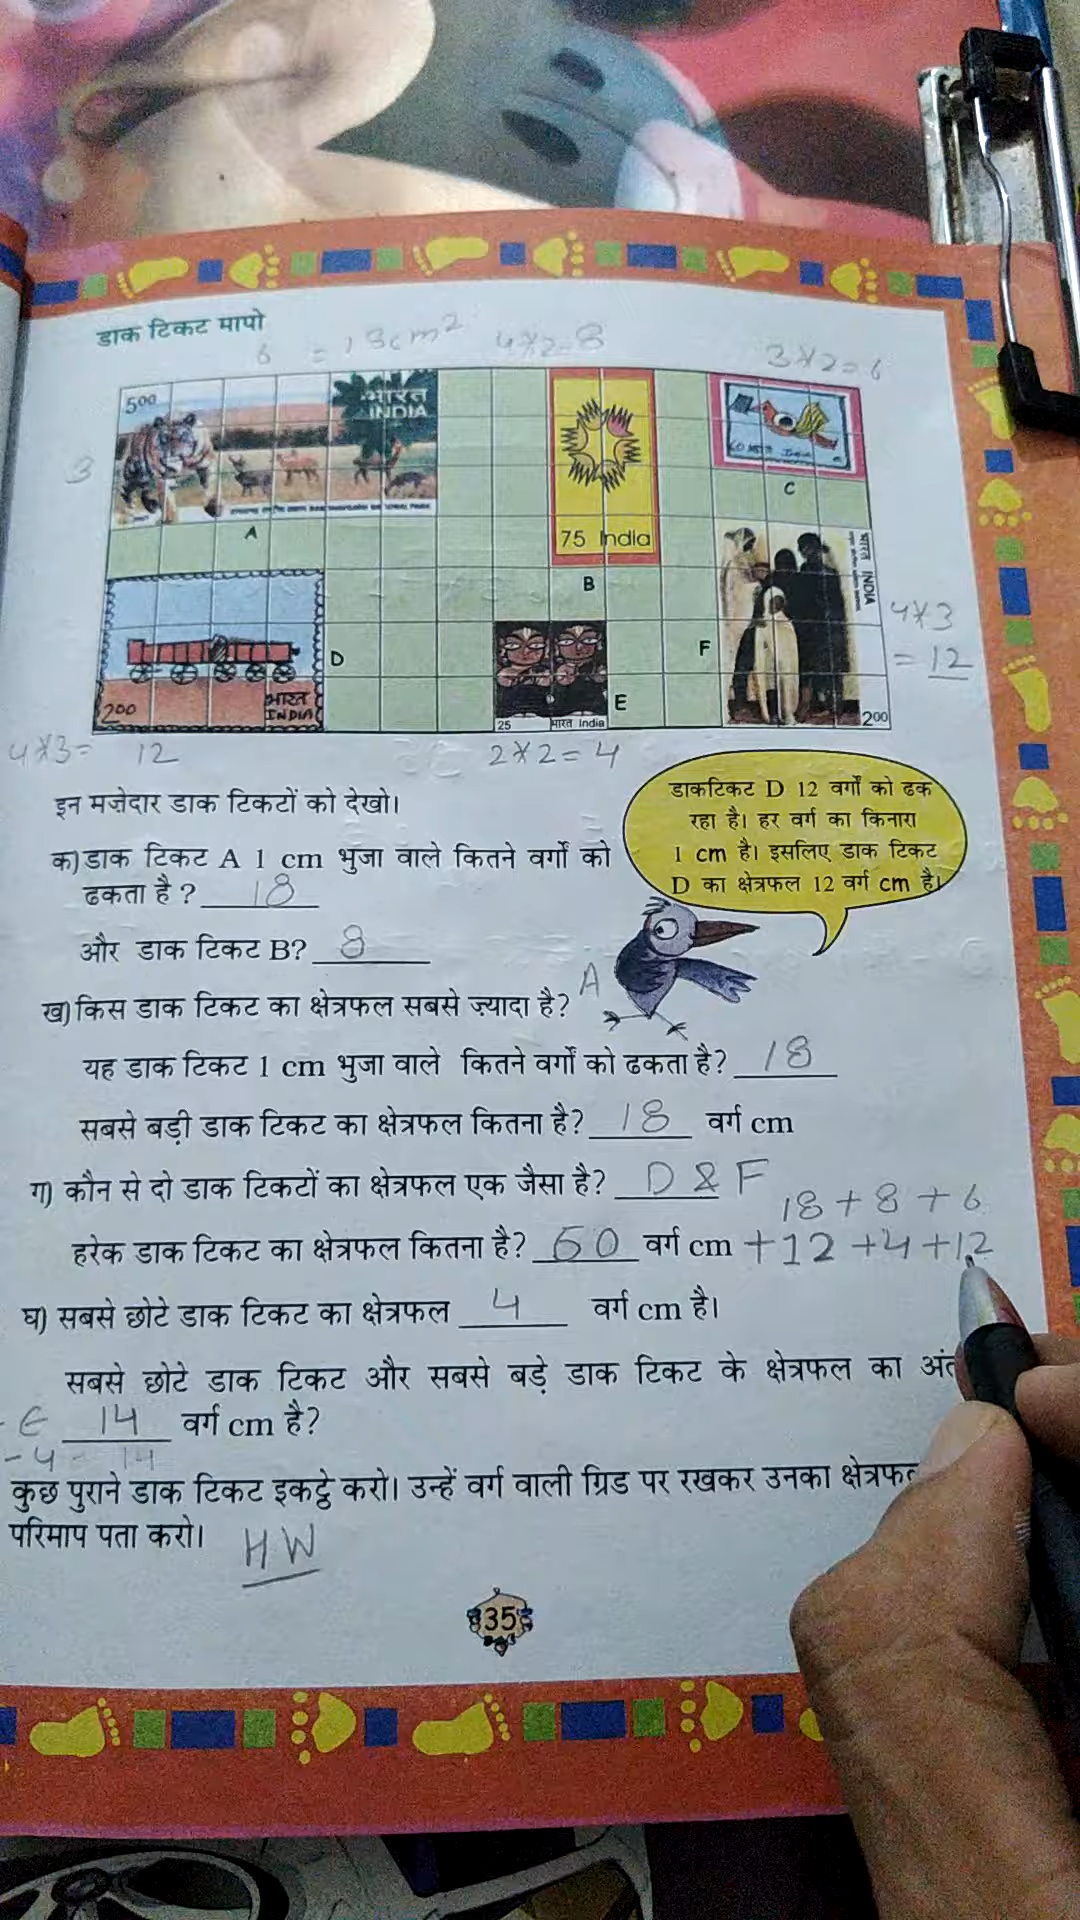 डाक टिकट मापो
6 = 18cm²
4*2=8
3*2=6
3
500
भारत
INDIA
A
75 India
B
C
भारत INDIA
F
200
4*3
= 12
D
200
भारत
INDIA
E
25 भारत India
4*3= 12
2*2=4
इन मज़ेदार डाक टिकटों को देखो।
डाकटिकट D 12 वर्गों को ढक
रहा है। हर वर्ग का किनारा
1 cm है। इसलिए डाक टिकट
D का क्षेत्रफल 12 वर्ग cm है।
क) डाक टिकट A 1 cm भुजा वाले कितने वर्गों को
ढकता है? 18
और डाक टिकट B? 8
ख) किस डाक टिकट का क्षेत्रफल सबसे ज़्यादा है? A
यह डाक टिकट 1 cm भुजा वाले कितने वर्गों को ढकता है? 18
सबसे बड़ी डाक टिकट का क्षेत्रफल कितना है? 18 वर्ग cm
ग) कौन से दो डाक टिकटों का क्षेत्रफल एक जैसा है? D & F
18 + 8 + 6
हरेक डाक टिकट का क्षेत्रफल कितना है? 60 वर्ग cm +12 +4 +12
घ) सबसे छोटे डाक टिकट का क्षेत्रफल 4 वर्ग cm है।
सबसे छोटे डाक टिकट और सबसे बड़े डाक टिकट के क्षेत्रफल का
14 वर्ग cm है?
-4 = 14
कुछ पुराने डाक टिकट इकट्ठे करो। उन्हें वर्ग वाली ग्रिड पर रखकर उनका
परिमाप पता करो।
HW
35